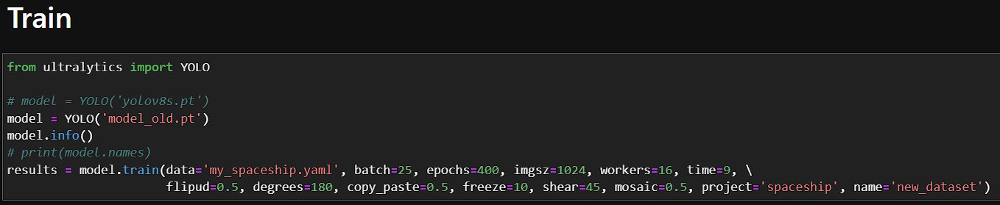 Train
from ultralytics import YOLO
# model = YOLO('yolov8s.pt')
model = YOLO('model_old.pt')
model.info()
# print(model.names)
results = model.train(data='my_spaceship.yaml', batch=25, epochs=400, imgsz=1024, workers=16, time=9, \
flipud=0.5, degrees=180, copy_paste=0.5, freeze=10, shear=45, mosaic=0.5, project='spaceship', name='new_dataset')